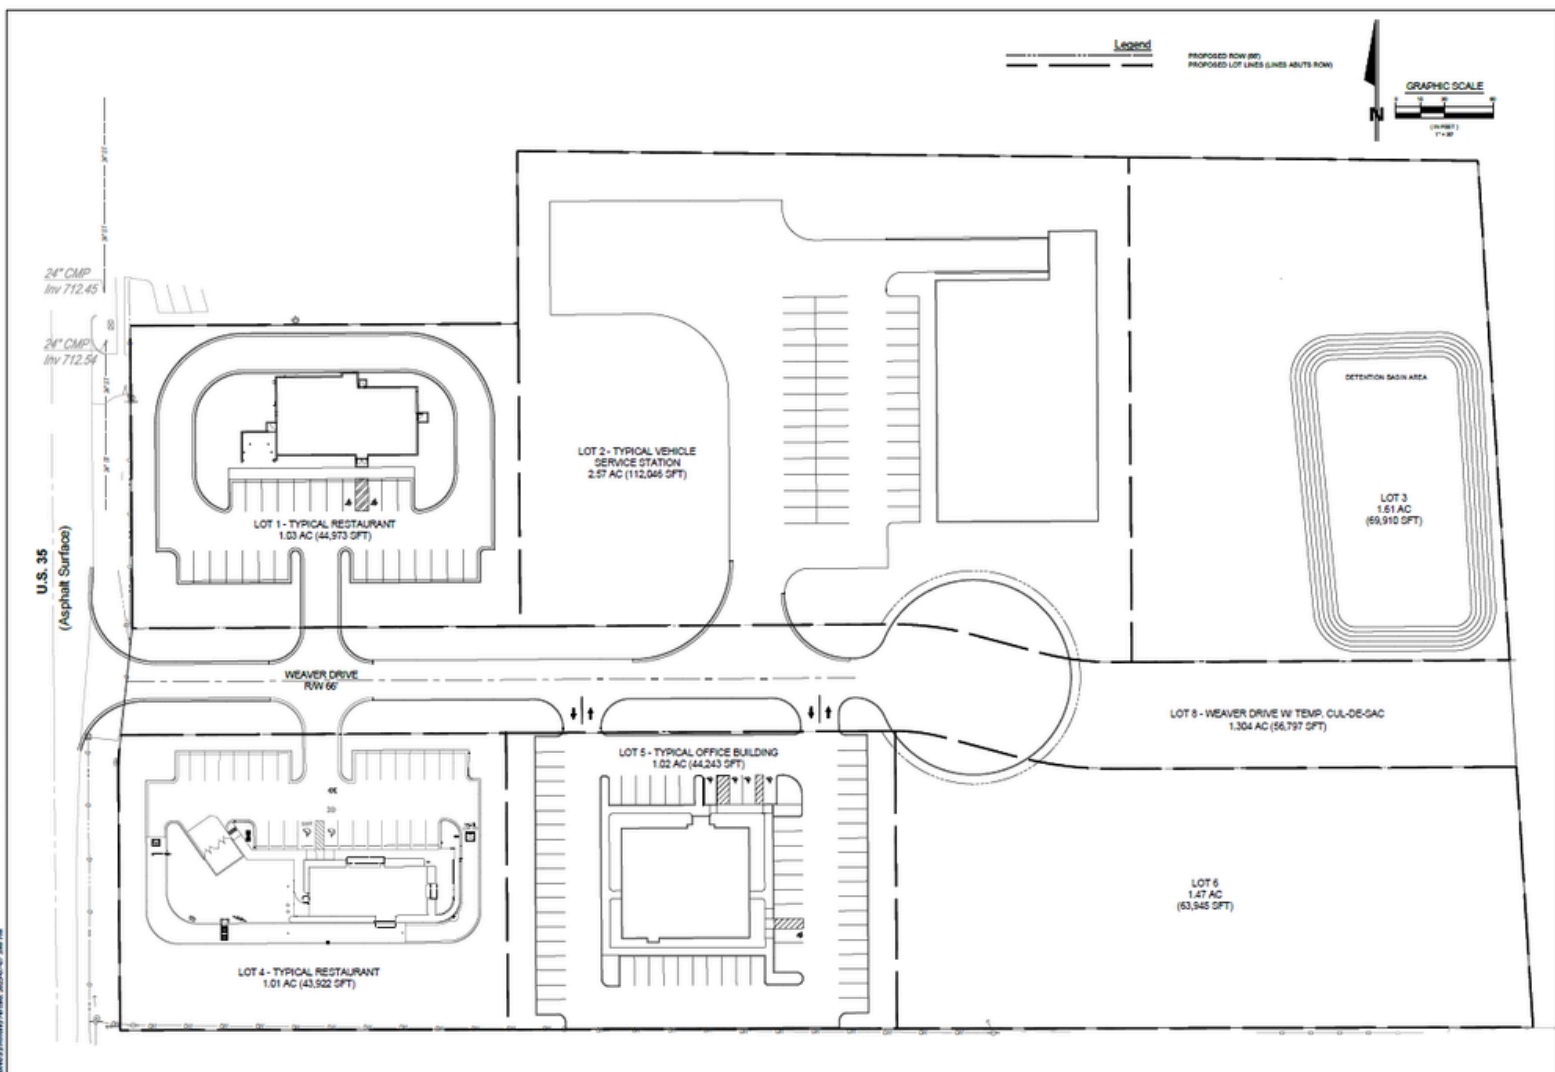 Legend
PROPOSED ROW (66')
PROPOSED LOT LINES (LINES ABUTS ROW)
GRAPHIC SCALE
N
( IN FEET )
24" CMP
Inv 712.45
24" CMP
Inv 712.54
DETENTION BASIN AREA
LOT 2 - TYPICAL VEHICLE
SERVICE STATION
2.57 AC (112,046 SFT)
LOT 3
1.61 AC
(69,910 SFT)
LOT 1 - TYPICAL RESTAURANT
1.03 AC (44,973 SFT)
U.S. 35
(Asphalt Surface)
WEAVER DRIVE
R/W 66'
LOT 8 - WEAVER DRIVE W/ TEMP. CUL-DE-SAC
1.304 AC (56,797 SFT)
LOT 5 - TYPICAL OFFICE BUILDING
1.02 AC (44,243 SFT)
LOT 6
1.47 AC
(63,945 SFT)
LOT 4 - TYPICAL RESTAURANT
1.01 AC (43,922 SFT)